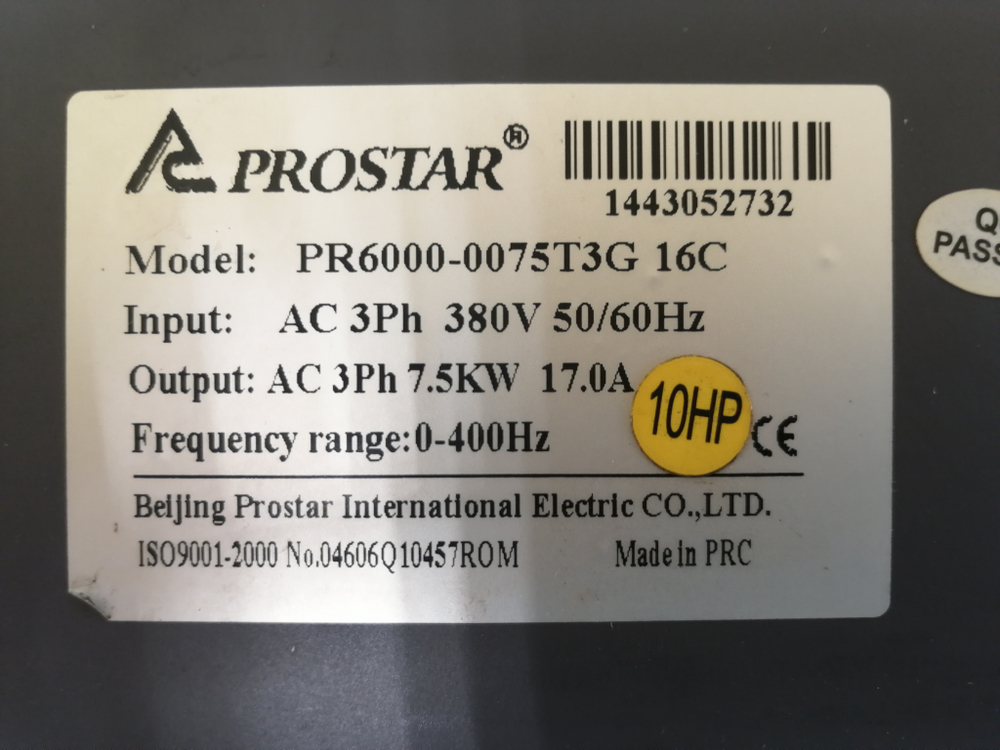 PROSTAR®
1443052732
Model: PR6000-0075T3G 16C
Input: AC 3Ph 380V 50/60Hz
Output: AC 3Ph 7.5KW 17.0A
10HP
Frequency range:0-400Hz
CE
Beijing Prostar International Electric CO.,LTD.
ISO9001-2000 No.04606Q10457ROM
Made in PRC